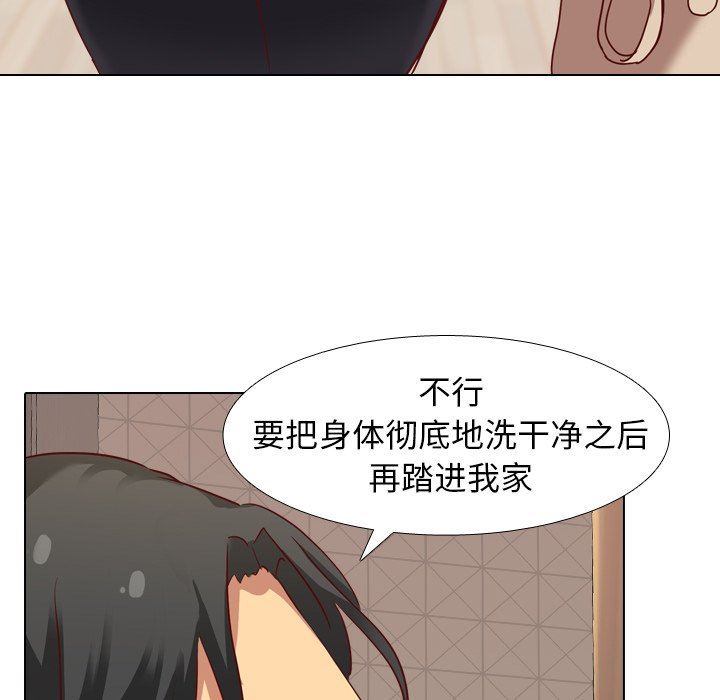 不行
要把身体彻底地洗干净之后
再踏进我家